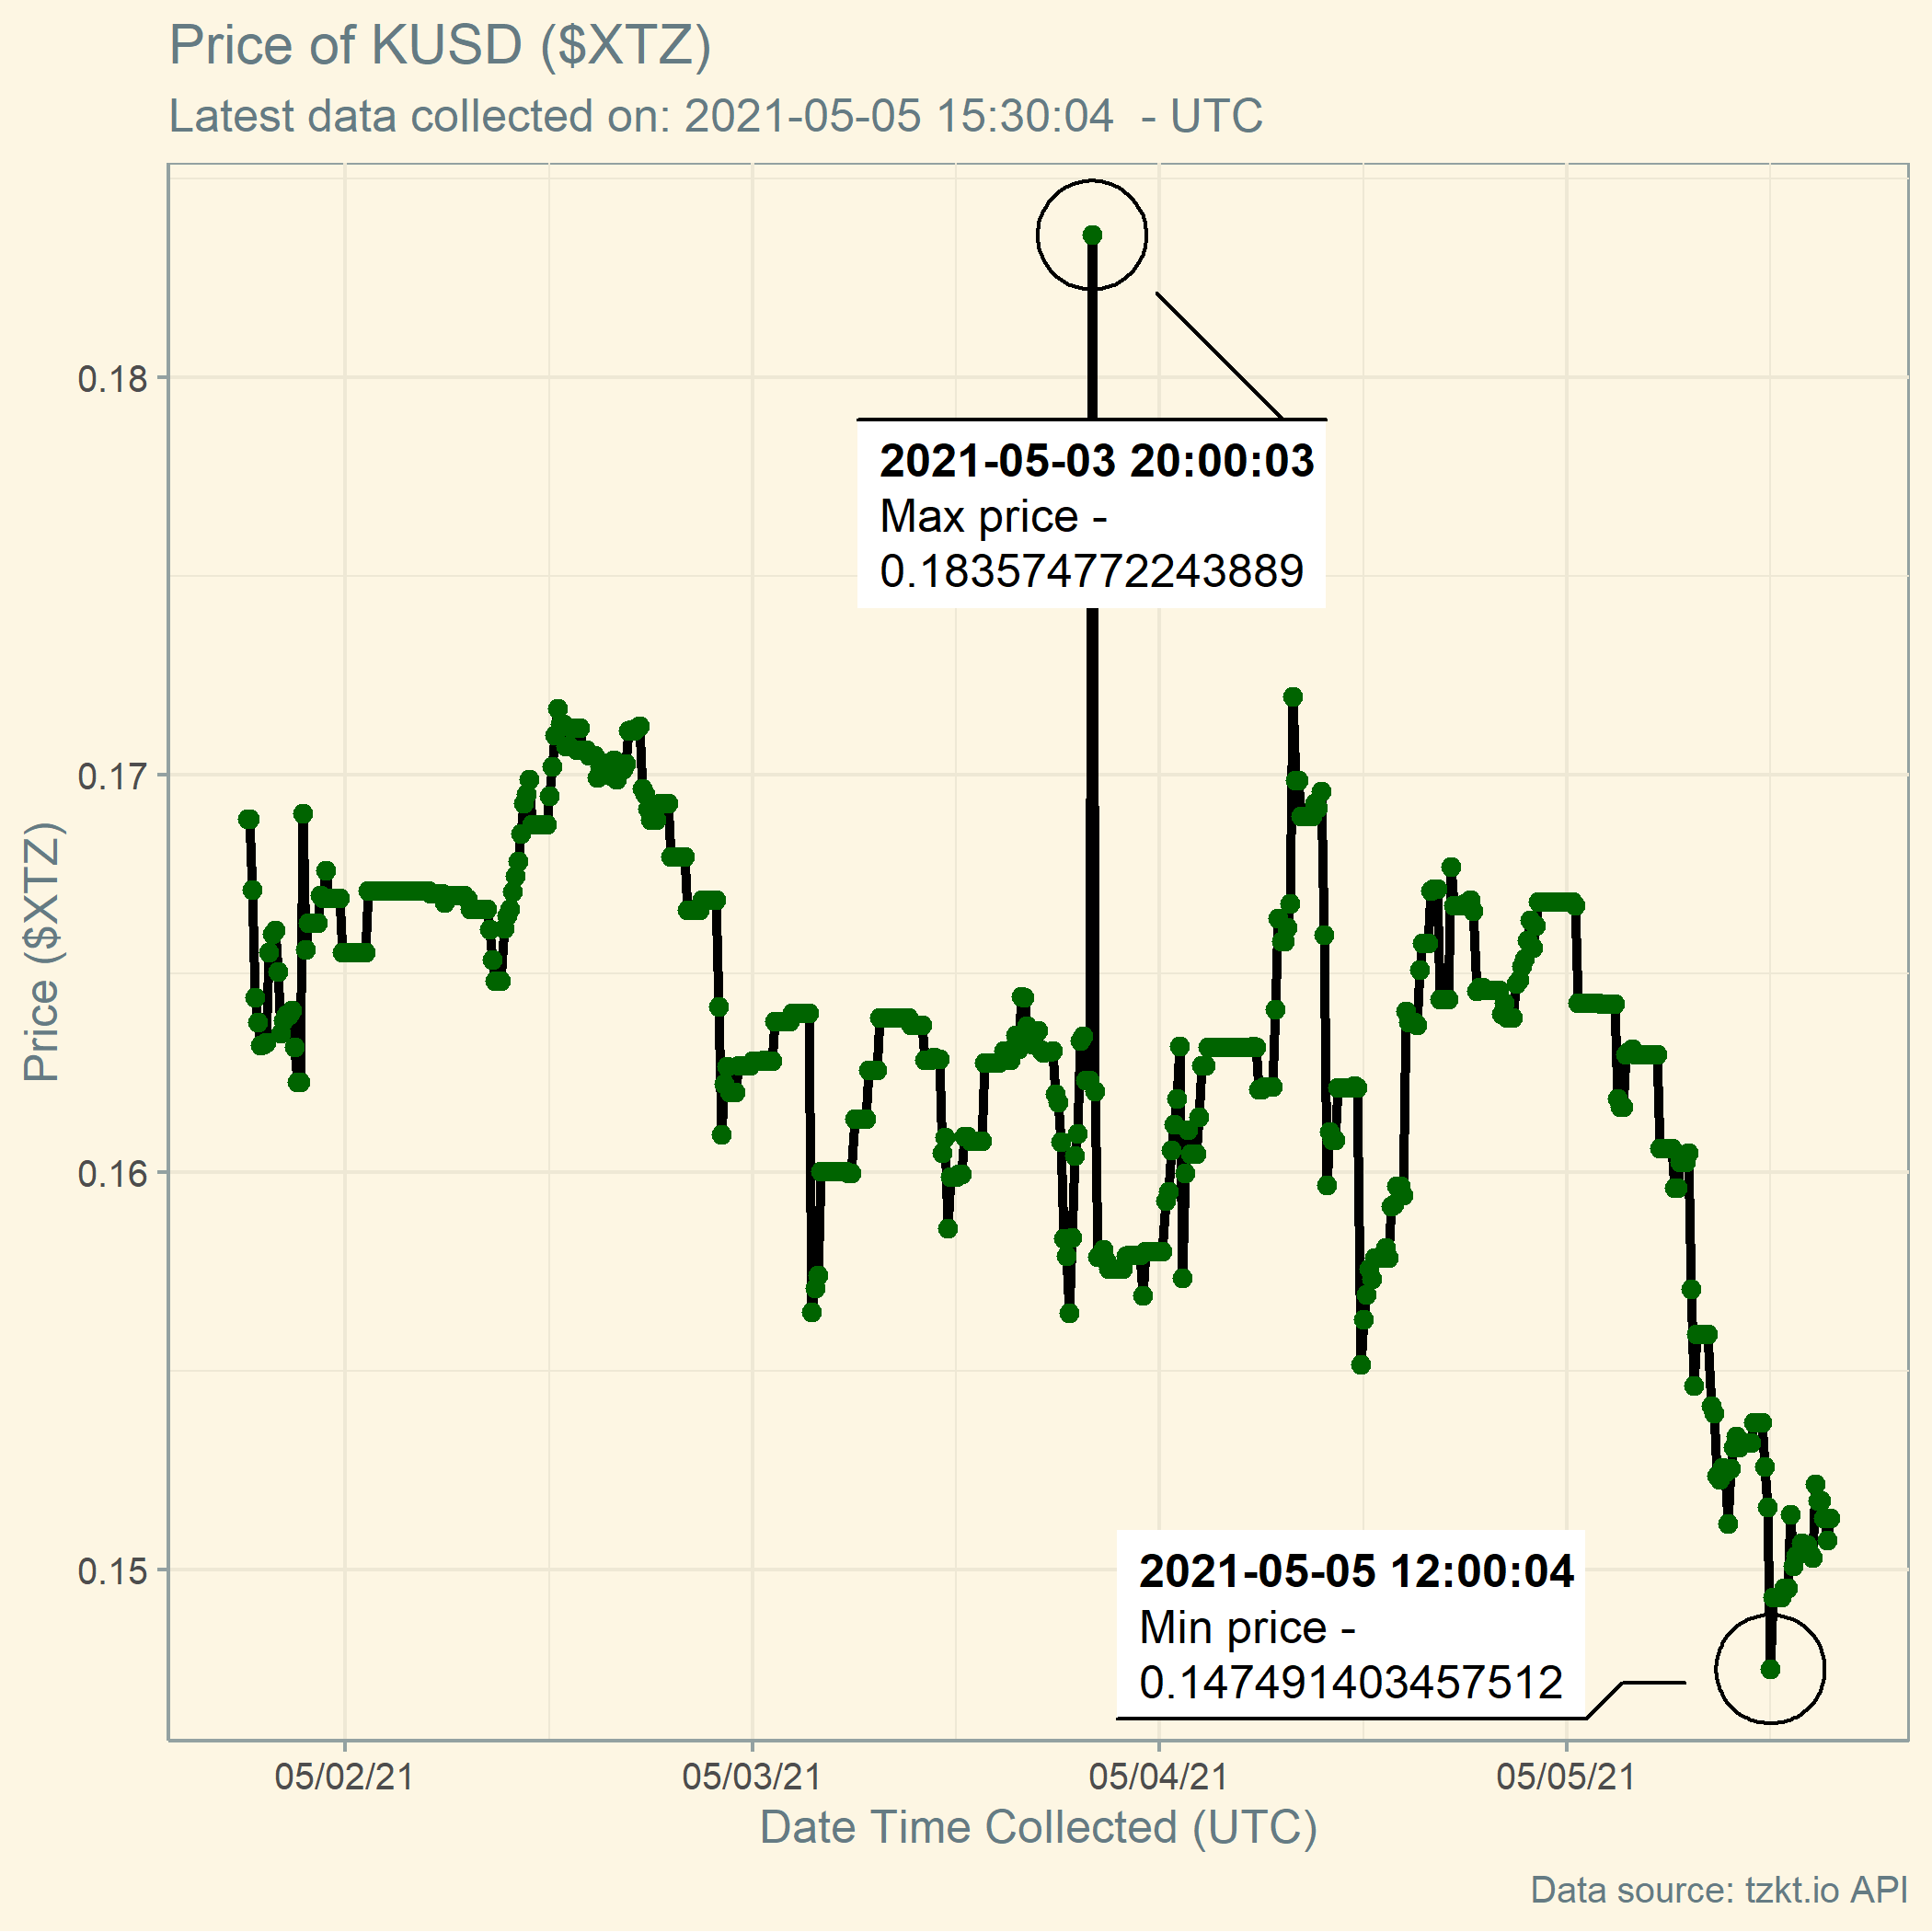 Price of KUSD ($XTZ)
Latest data collected on: 2021-05-05 15:30:04  - UTC
Price ($XTZ)
0.18
0.17
0.16
0.15
2021-05-03 20:00:03
Max price -
0.183574772243889
2021-05-05 12:00:04
Min price -
0.147491403457512
05/02/21
05/03/21
05/04/21
05/05/21
Date Time Collected (UTC)
Data source: tzkt.io API